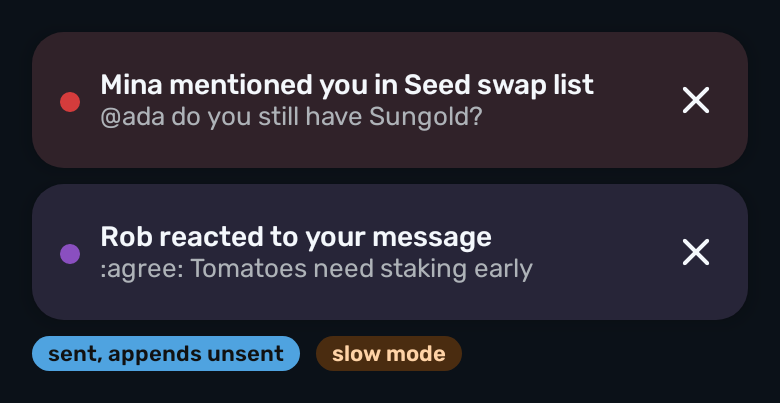 Mina mentioned you in Seed swap list
@ada do you still have Sungold?
Rob reacted to your message
:agree: Tomatoes need staking early
sent, appends unsent
slow mode